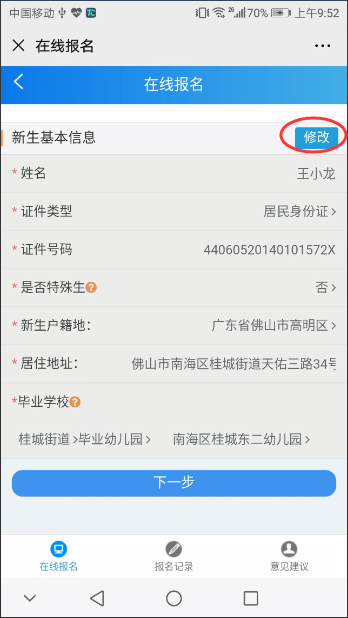 中国移动 2G 70% 上午9:52
在线报名
在线报名
新生基本信息 修改
* 姓名 王小龙
* 证件类型 居民身份证
* 证件号码 44060520140101572X
* 是否特殊生? 否
* 新生户籍地： 广东省佛山市高明区
* 居住地址： 佛山市南海区桂城街道天佑三路34号
*毕业学校?
桂城街道 毕业幼儿园 南海区桂城东二幼儿园
下一步
在线报名 报名记录 意见建议